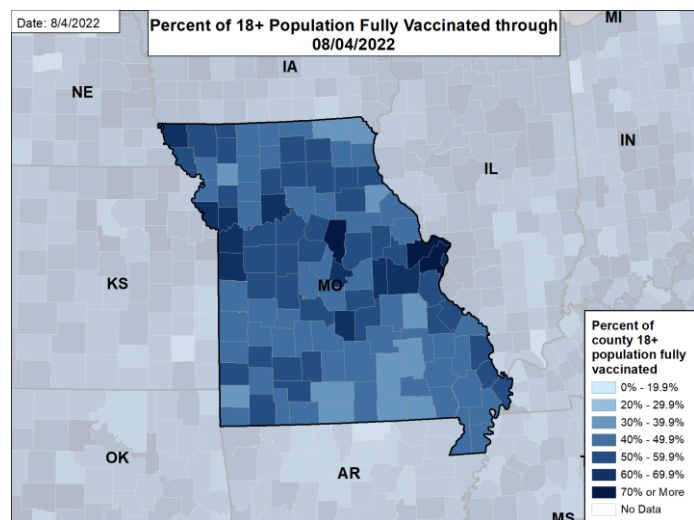 Date: 8/4/2022
Percent of 18+ Population Fully Vaccinated through
08/04/2022
MI
IA
NE
IN
IL
KS
MO
OK
AR
MS
Percent of
county 18+
population fully
vaccinated
0% - 19.9%
20% - 29.9%
30% - 39.9%
40% - 49.9%
50% - 59.9%
60% - 69.9%
70% or More
No Data